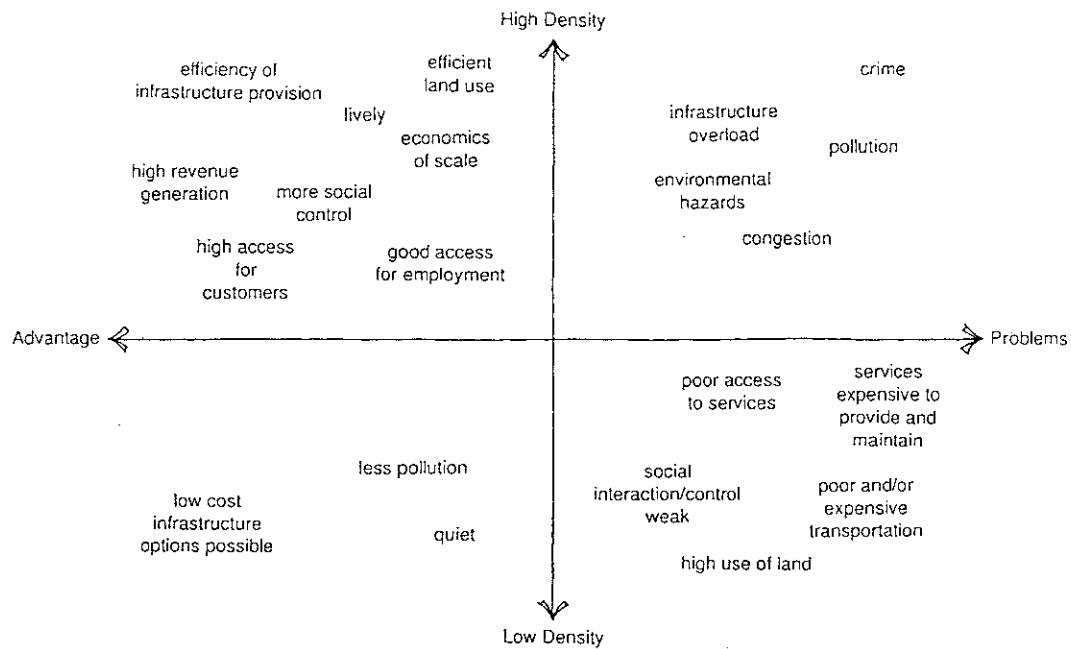 High Density
efficiency of
infrastructure provision
efficient
land use
crime
lively
infrastructure
overload
economics
of scale
pollution
high revenue
generation
more social
control
environmental
hazards
congestion
high access
for
customers
good access
for employment
Advantage
Problems
poor access
to services
services
expensive to
provide and
maintain
less pollution
social
interaction/control
weak
poor and/or
expensive
transportation
low cost
infrastructure
options possible
quiet
high use of land
Low Density